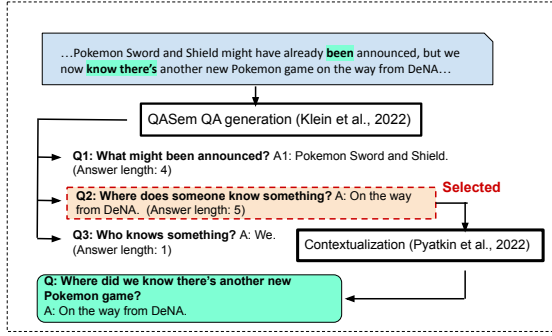 …Pokemon Sword and Shield might have already been announced, but we
now know there's another new Pokemon game on the way from DeNA…
QASem QA generation (Klein et al., 2022)
Q1: What might been announced? A1: Pokemon Sword and Shield.
(Answer length: 4)
Selected
Q2: Where does someone know something? A: On the way
from DeNA. (Answer length: 5)
Q3: Who knows something? A: We.
(Answer length: 1)
Contextualization (Pyatkin et al., 2022)
Q: Where did we know there's another new
Pokemon game?
A: On the way from DeNA.